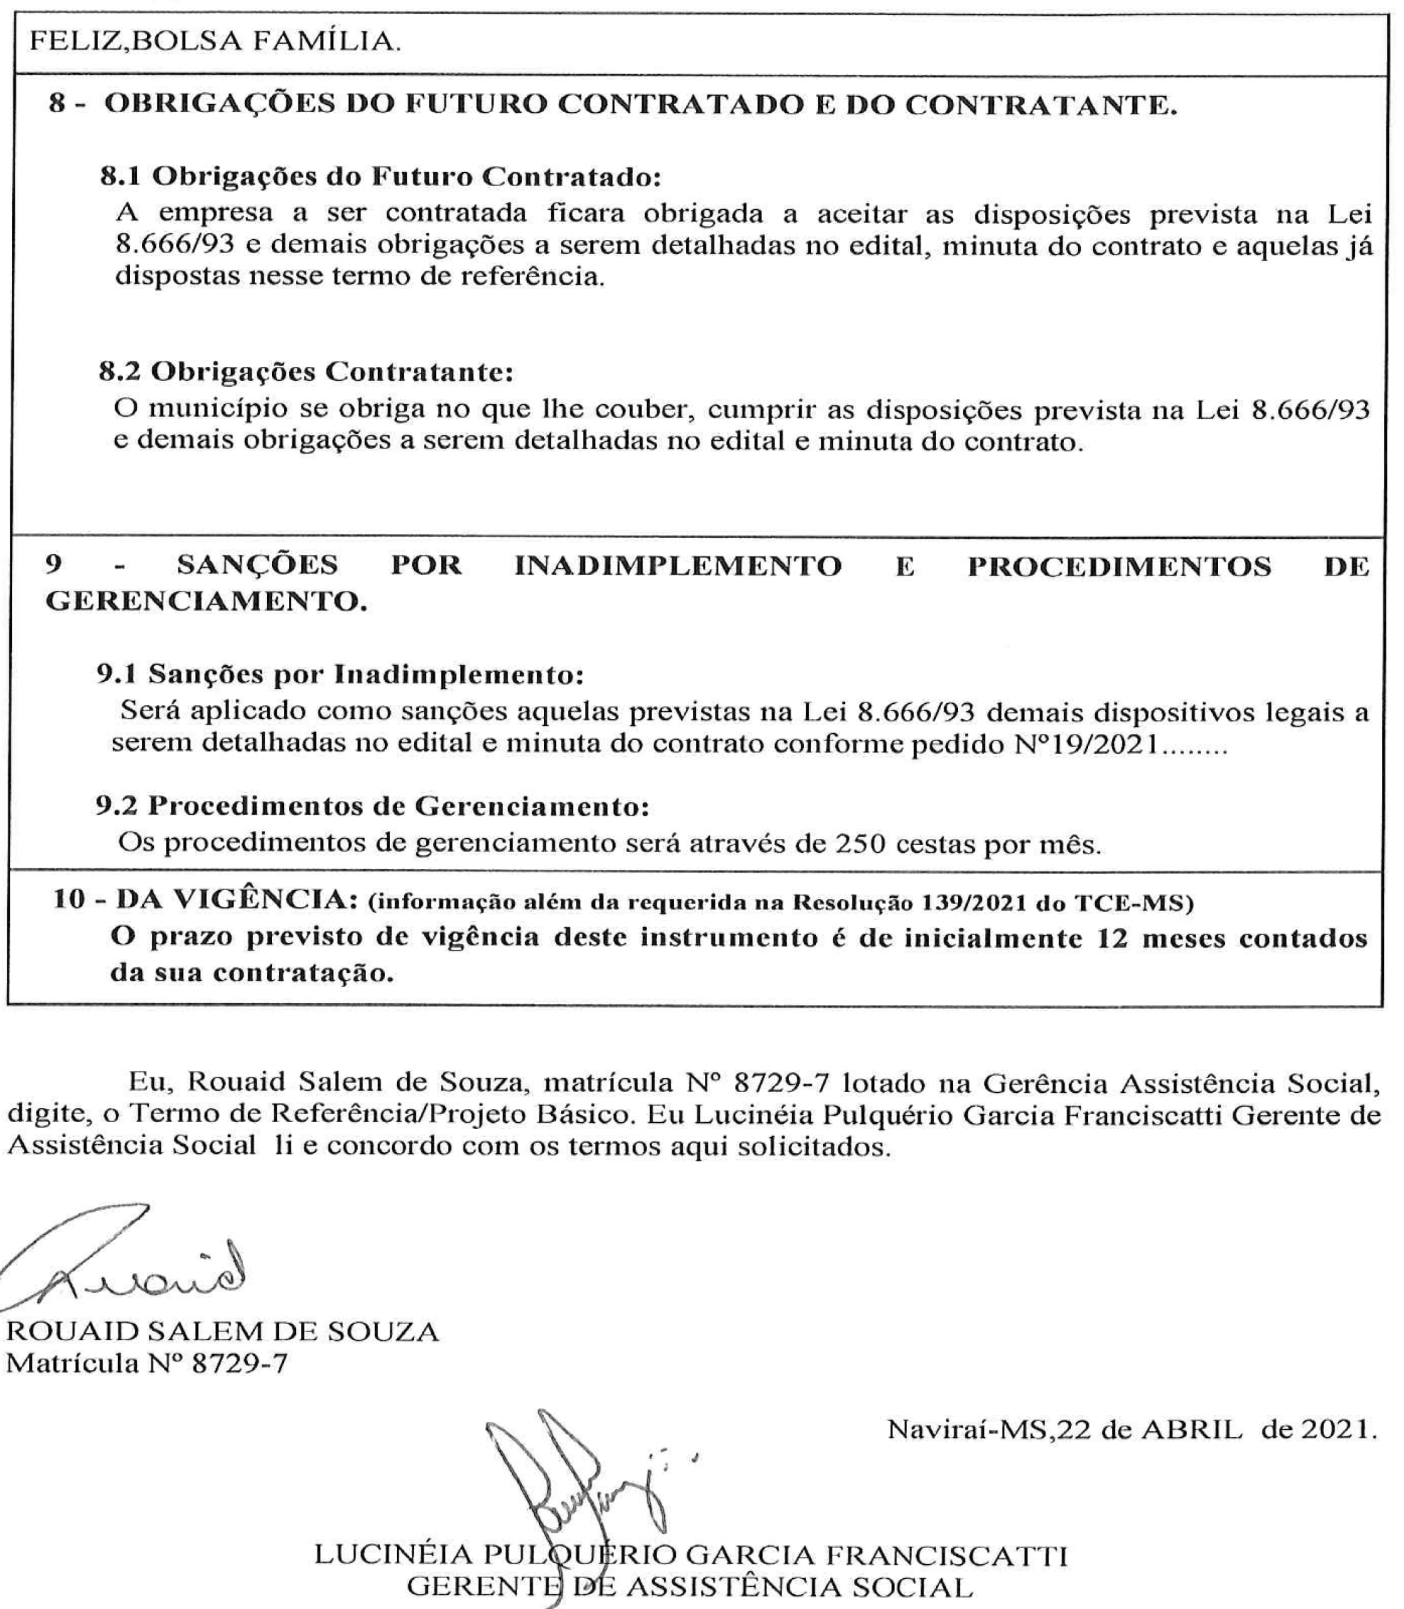 FELIZ,BOLSA FAMÍLIA.
8 - OBRIGAÇÕES DO FUTURO CONTRATADO E DO CONTRATANTE.
8.1 Obrigações do Futuro Contratado:
A empresa a ser contratada ficara obrigada a aceitar as disposições prevista na Lei
8.666/93 e demais obrigações a serem detalhadas no edital, minuta do contrato e aquelas já
dispostas nesse termo de referência.
8.2 Obrigações Contratante:
O município se obriga no que lhe couber, cumprir as disposições prevista na Lei 8.666/93
e demais obrigações a serem detalhadas no edital e minuta do contrato.
9 - SANÇÕES POR INADIMPLEMENTO E PROCEDIMENTOS DE
GERENCIAMENTO.
9.1 Sanções por Inadimplemento:
Será aplicado como sanções aquelas previstas na Lei 8.666/93 demais dispositivos legais a
serem detalhadas no edital e minuta do contrato conforme pedido Nº19/2021........
9.2 Procedimentos de Gerenciamento:
Os procedimentos de gerenciamento será através de 250 cestas por mês.
10 - DA VIGÊNCIA: (informação além da requerida na Resolução 139/2021 do TCE-MS)
O prazo previsto de vigência deste instrumento é de inicialmente 12 meses contados
da sua contratação.
Eu, Rouaid Salem de Souza, matrícula Nº 8729-7 lotado na Gerência Assistência Social,
digite, o Termo de Referência/Projeto Básico. Eu Lucinéia Pulquério Garcia Franciscatti Gerente de
Assistência Social li e concordo com os termos aqui solicitados.
Rouaid
ROUAID SALEM DE SOUZA
Matrícula Nº 8729-7
Naviraí-MS,22 de ABRIL de 2021.
LUCINÉIA PULQUÉRIO GARCIA FRANCISCATTI
GERENTE DE ASSISTÊNCIA SOCIAL